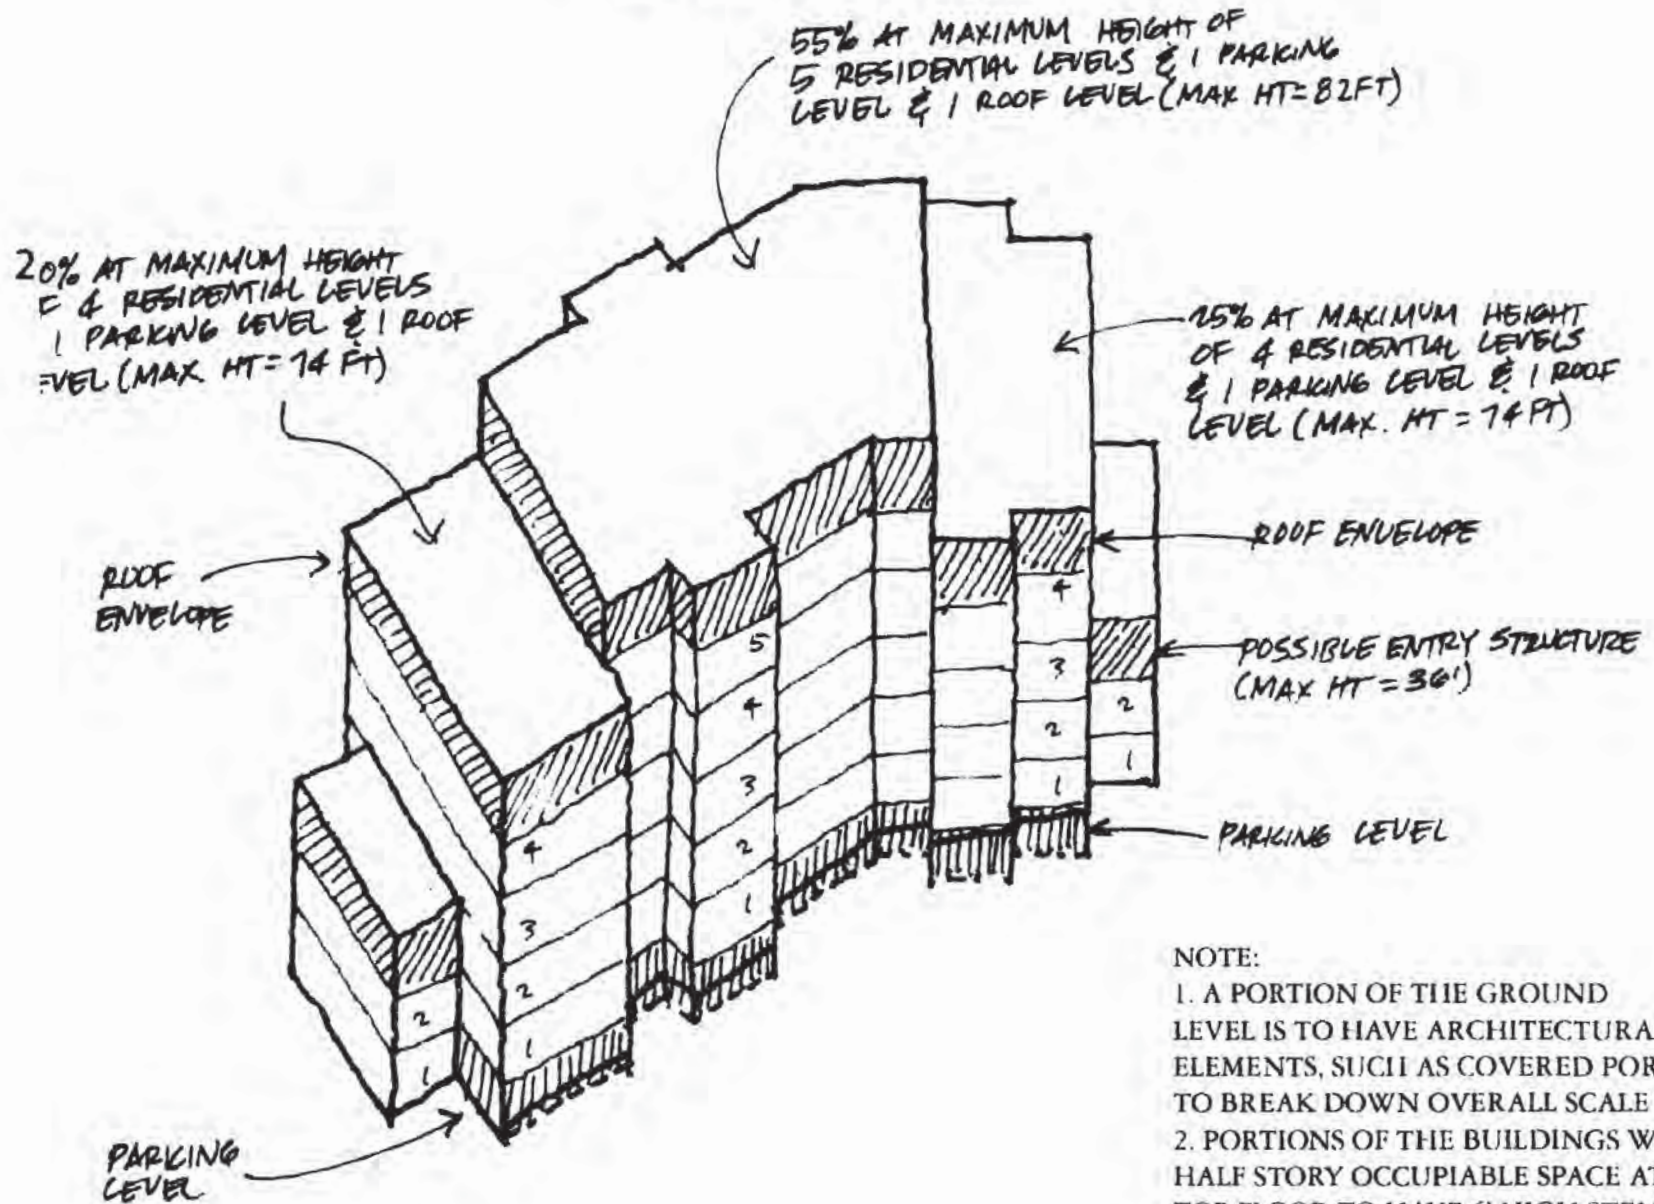 55% AT MAXIMUM HEIGHT OF
5 RESIDENTIAL LEVELS & 1 PARKING
LEVEL & 1 ROOF LEVEL (MAX HT=82FT)
20% AT MAXIMUM HEIGHT
F 4 RESIDENTIAL LEVELS
1 PARKING LEVEL & 1 ROOF
EVEL (MAX. HT=74 FT)
25% AT MAXIMUM HEIGHT
OF 4 RESIDENTIAL LEVELS
& 1 PARKING LEVEL & 1 ROOF
LEVEL (MAX. HT = 74 FT)
ROOF
ENVELOPE
ROOF ENVELOPE
POSSIBLE ENTRY STRUCTURE
(MAX HT = 36')
PARKING LEVEL
PARKING
LEVEL
2
1
4
3
2
1
5
4
3
2
1
4
3
2
1
2
1
NOTE:
1. A PORTION OF THE GROUND
LEVEL IS TO HAVE ARCHITECTURA
ELEMENTS, SUCH AS COVERED POR
TO BREAK DOWN OVERALL SCALE
2. PORTIONS OF THE BUILDINGS W
HALF STORY OCCUPIABLE SPACE AT